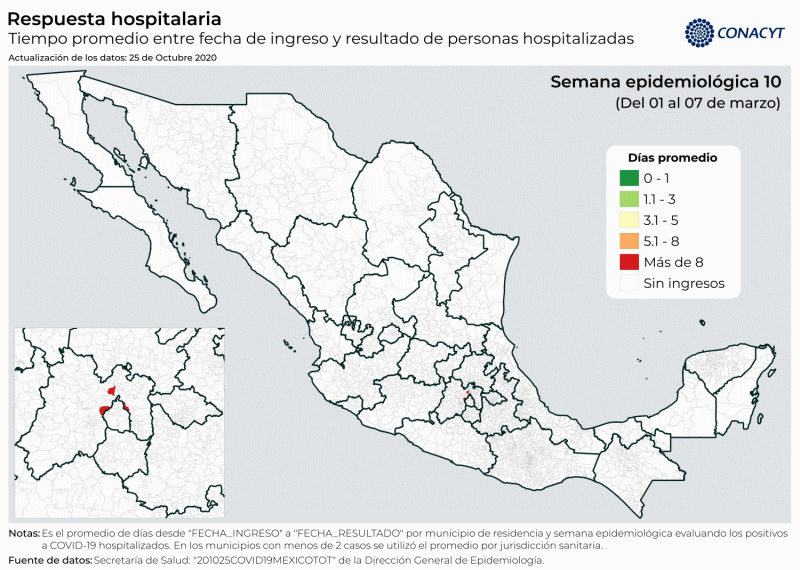 Respuesta hospitalaria
Tiempo promedio entre fecha de ingreso y resultado de personas hospitalizadas
Actualización de los datos: 25 de Octubre 2020
CONACYT
Semana epidemiológica 10
(Del 01 al 07 de marzo)
Días promedio
0 - 1
1.1 - 3
3.1 - 5
5.1 - 8
Más de 8
Sin ingresos
Notas: Es el promedio de días desde "FECHA_INGRESO" a "FECHA_RESULTADO" por municipio de residencia y semana epidemiológica evaluando los positivos
a COVID-19 hospitalizados. En los municipios con menos de 2 casos se utilizó el promedio por jurisdicción sanitaria.
Fuente de datos: Secretaría de Salud: "201025COVID19MEXICOTOT" de la Dirección General de Epidemiología.